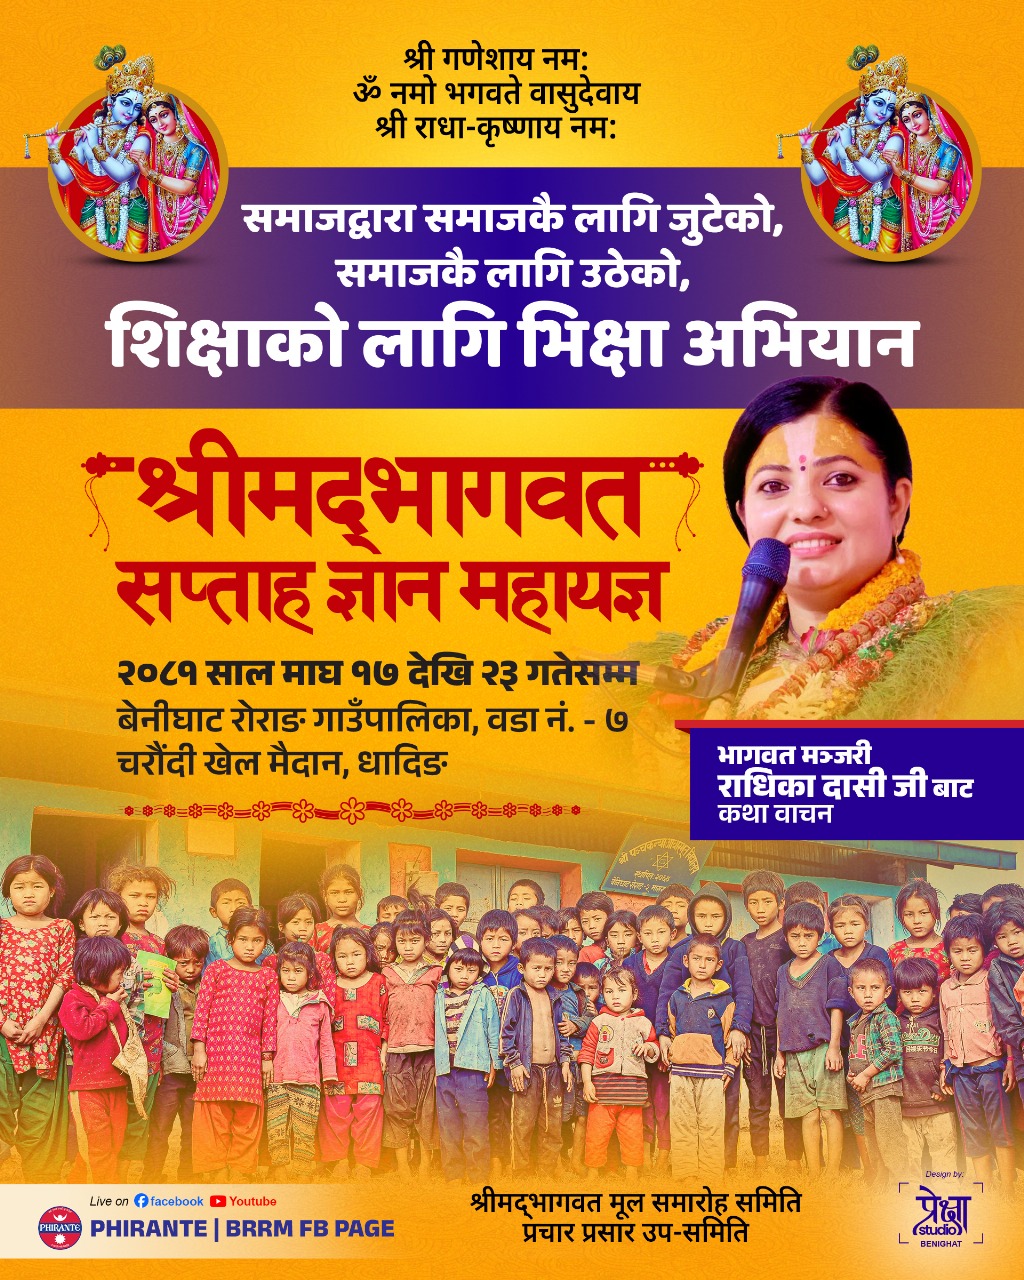 श्री गणेशाय नम:
ॐ नमो भगवते वासुदेवाय
श्री राधा-कृष्णाय नम:
समाजद्वारा समाजकै लागि जुटेको,
समाजकै लागि उठेको,
शिक्षाको लागि भिक्षा अभियान
श्रीमद्भागवत
सप्ताह ज्ञान महायज्ञ
२०८१ साल माघ १७ देखि २३ गतेसम्म
बेनीघाट रोराङ गाउँपालिका, वडा नं. - ७
चरौंदी खेल मैदान, धादिङ
भागवत मञ्जरी
राधिका दासी जी बाट
कथा वाचन
Live on facebook Youtube
PHIRANTE
PHIRANTE | BRRM FB PAGE
श्रीमद्भागवत मूल समारोह समिति
प्रचार प्रसार उप-समिति
Design by:
प्रेक्षा
studio
BENIGHAT